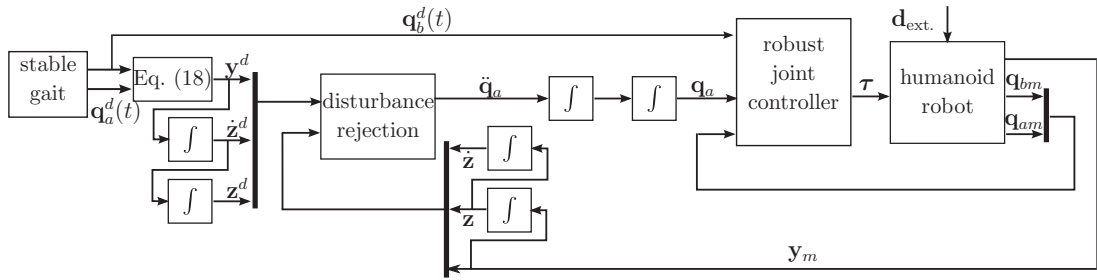 stable
gait
q_b^d(t)
q_a^d(t)
Eq. (18)
y^d
∫
ż^d
∫
z^d
disturbance
rejection
q̈_a
∫
∫
q_a
robust
joint
controller
τ
d_ext.
humanoid
robot
q_bm
q_am
ż
∫
z
∫
y_m